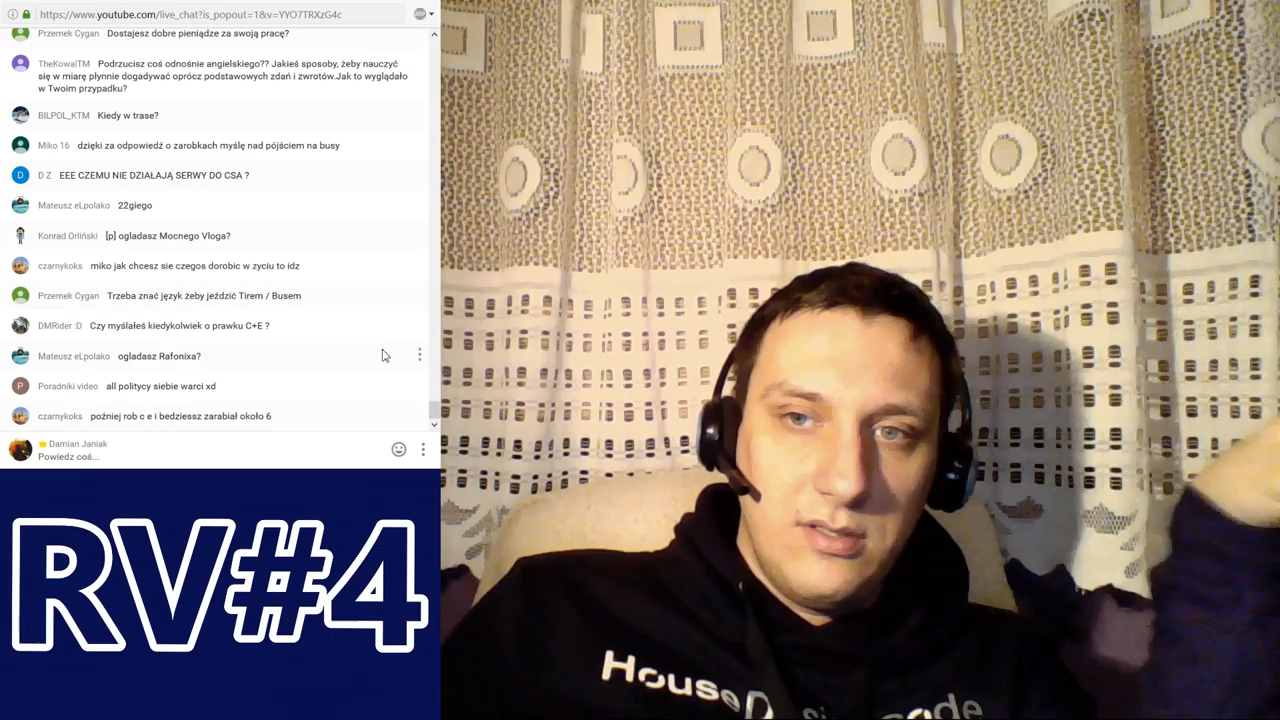 https://www.youtube.com/live_chat?is_popout=1&v=YYO7TRXzG4c
Przemek Cygan Dostajesz dobre pieniądze za swoją pracę?
TheKowalTM Podrzucisz coś odnośnie angielskiego?? Jakieś sposoby, żeby nauczyć
się w miarę płynnie dogadywać oprócz podstawowych zdań i zwrotów.Jak to wyglądało
w Twoim przypadku?
BILPOL_KTM Kiedy w trase?
Miko 16 dzięki za odpowiedź o zarobkach myślę nad pójściem na busy
D
D Z EEE CZEMU NIE DZIAŁAJĄ SERWY DO CSA ?
Mateusz eLpolako 22giego
Konrad Orliński [p] ogladasz Mocnego Vloga?
czarnykoks miko jak chcesz sie czegos dorobic w zyciu to idz
Przemek Cygan Trzeba znać język żeby jeździć Tirem / Busem
DMRider :D Czy myślałeś kiedykolwiek o prawku C+E ?
Mateusz eLpolako ogladasz Rafonixa?
P
Poradniki video all politycy siebie warci xd
czarnykoks poźniej rob c e i bedziessz zarabiał około 6
Damian Janiak
Powiedz coś...
RV#4
House